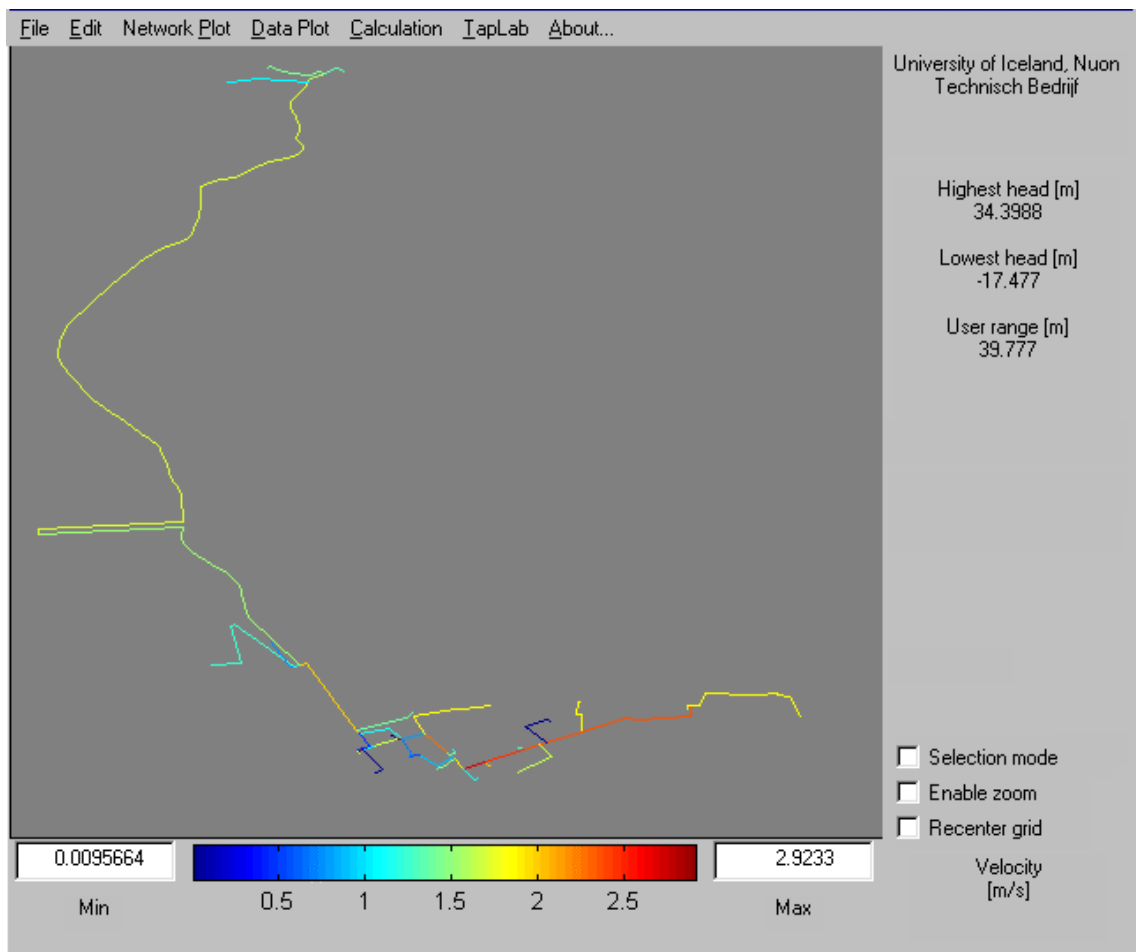 File Edit Network Plot Data Plot Calculation TapLab About...
University of Iceland, Nuon
Technisch Bedrijf
Highest head [m]
34.3988
Lowest head [m]
-17.477
User range [m]
39.777
Selection mode
Enable zoom
Recenter grid
Velocity
[m/s]
0.0095664
2.9233
Min
0.5 1 1.5 2 2.5
Max